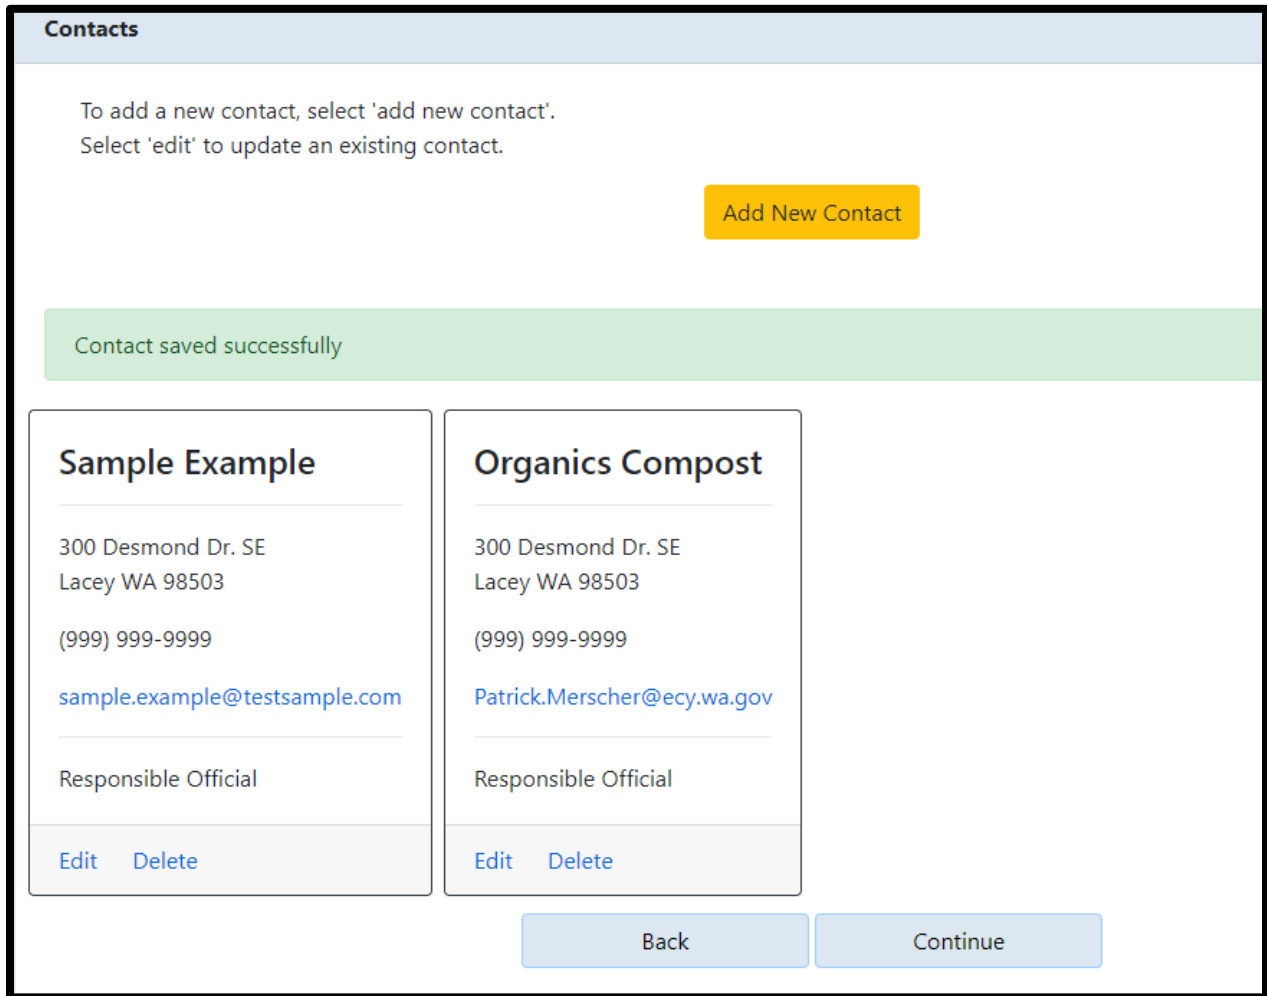 Contacts
To add a new contact, select 'add new contact'.
Select 'edit' to update an existing contact.
Add New Contact
Contact saved successfully
Sample Example
300 Desmond Dr. SE
Lacey WA 98503
(999) 999-9999
sample.example@testsample.com
Responsible Official
Edit Delete
Organics Compost
300 Desmond Dr. SE
Lacey WA 98503
(999) 999-9999
Patrick.Merscher@ecy.wa.gov
Responsible Official
Edit Delete
Back Continue